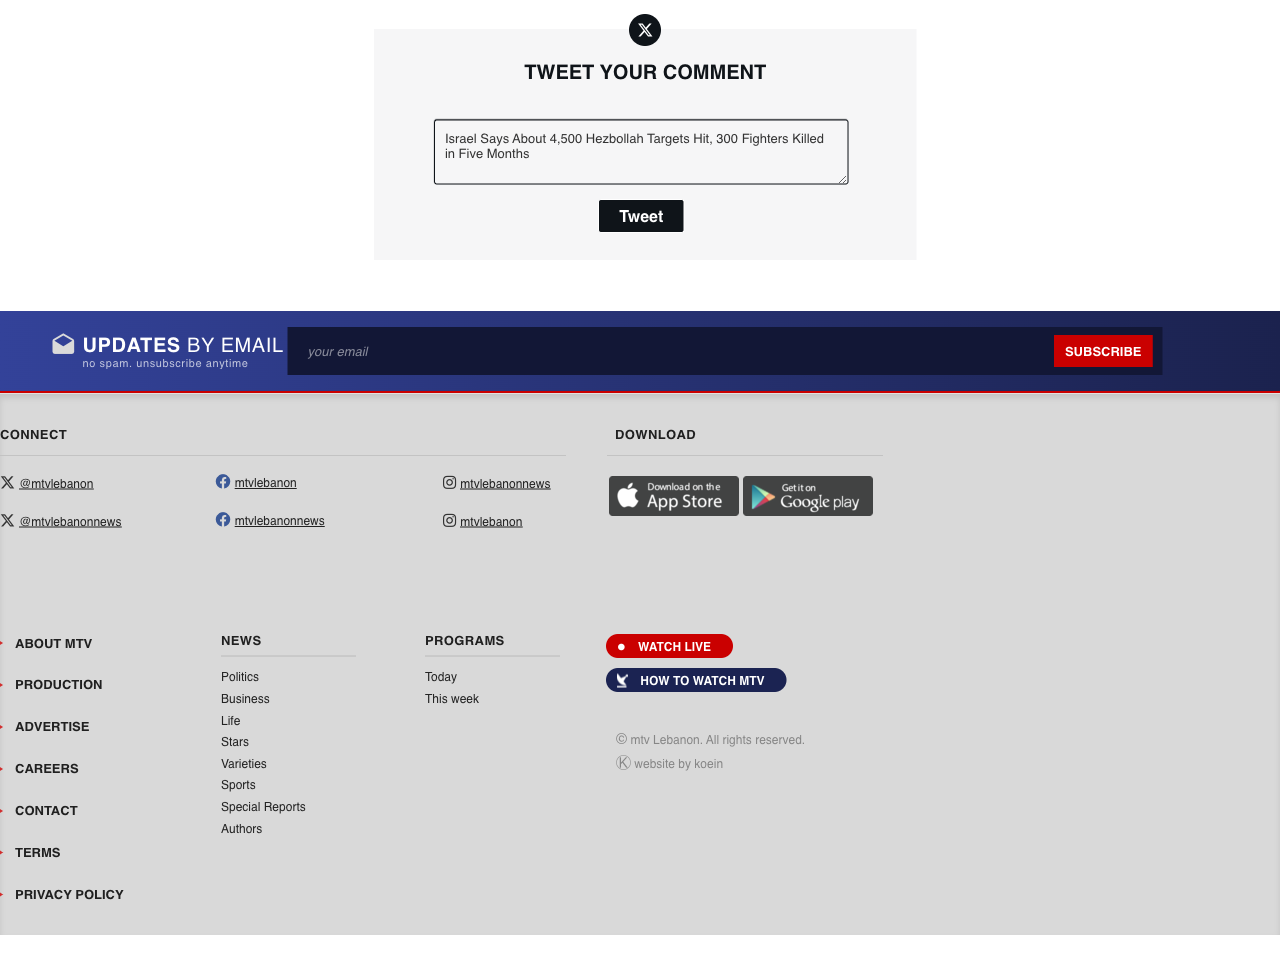 TWEET YOUR COMMENT
Israel Says About 4,500 Hezbollah Targets Hit, 300 Fighters Killed
in Five Months
Tweet
UPDATES BY EMAIL
no spam. unsubscribe anytime
your email
SUBSCRIBE
CONNECT
@mtvlebanon
mtvlebanon
mtvlebanonnews
@mtvlebanonnews
mtvlebanonnews
mtvlebanon
DOWNLOAD
Download on the
App Store
Get it on
Google play
ABOUT MTV
PRODUCTION
ADVERTISE
CAREERS
CONTACT
TERMS
PRIVACY POLICY
NEWS
Politics
Business
Life
Stars
Varieties
Sports
Special Reports
Authors
PROGRAMS
Today
This week
WATCH LIVE
HOW TO WATCH MTV
© mtv Lebanon. All rights reserved.
Ⓚ website by koein